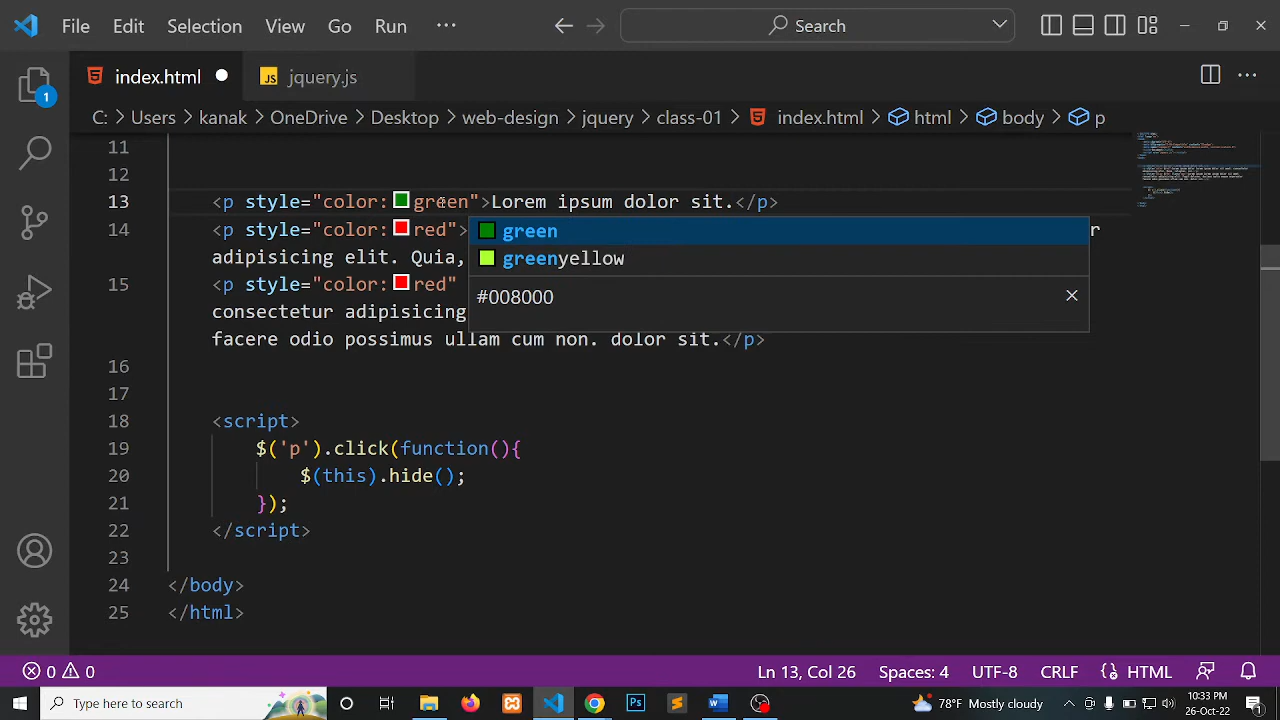 File Edit Selection View Go Run ··· Search
index.html jquery.js
C: > Users > kanak > OneDrive > Desktop > web-design > jquery > class-01 > index.html > html > body > p
1
11
12
13 <p style="color: green">Lorem ipsum dolor sit.</p>
14 <p style="color: red"> r
adipisicing elit. Quia,
15 <p style="color: red"
consectetur adipisicing
facere odio possimus ullam cum non. dolor sit.</p>
green
greenyellow
#008000
16
17
18 <script>
19 $('p').click(function(){
20 $(this).hide();
21 });
22 </script>
23
24 </body>
25 </html>
0 0 Ln 13, Col 26 Spaces: 4 UTF-8 CRLF HTML
Type here to search 78°F Mostly cloudy 10:33 PM
26-Oct-22